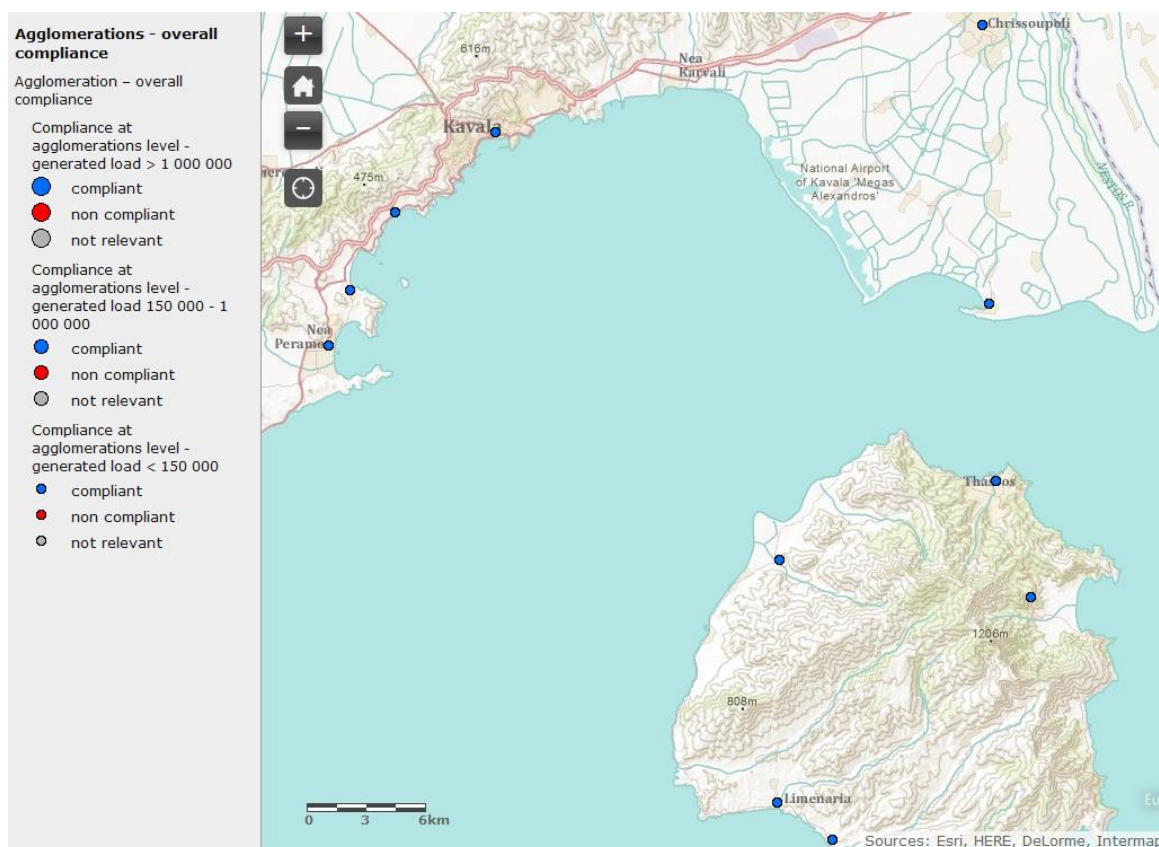 Agglomerations - overall
compliance
Agglomeration – overall
compliance
Compliance at
agglomerations level -
generated load > 1 000 000
compliant
non compliant
not relevant
Compliance at
agglomerations level -
generated load 150 000 - 1
000 000
compliant
non compliant
not relevant
Compliance at
agglomerations level -
generated load < 150 000
compliant
non compliant
not relevant
+
−
Chrissoupoli
616m
Nea
Karvali
Kavala
475m
National Airport
of Kavala 'Megas
Alexandros'
NESTOS R.
Nea
Peramos
Thassos
1206m
808m
Limenaria
0 3 6km
Eu
Sources: Esri, HERE, DeLorme, Intermap